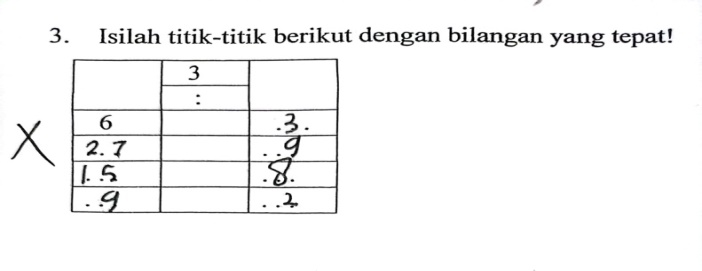 3. Isilah titik-titik berikut dengan bilangan yang tepat!
3
:
X 6 .3.
2.7 ..9
1.5 .8.
..9 ..2